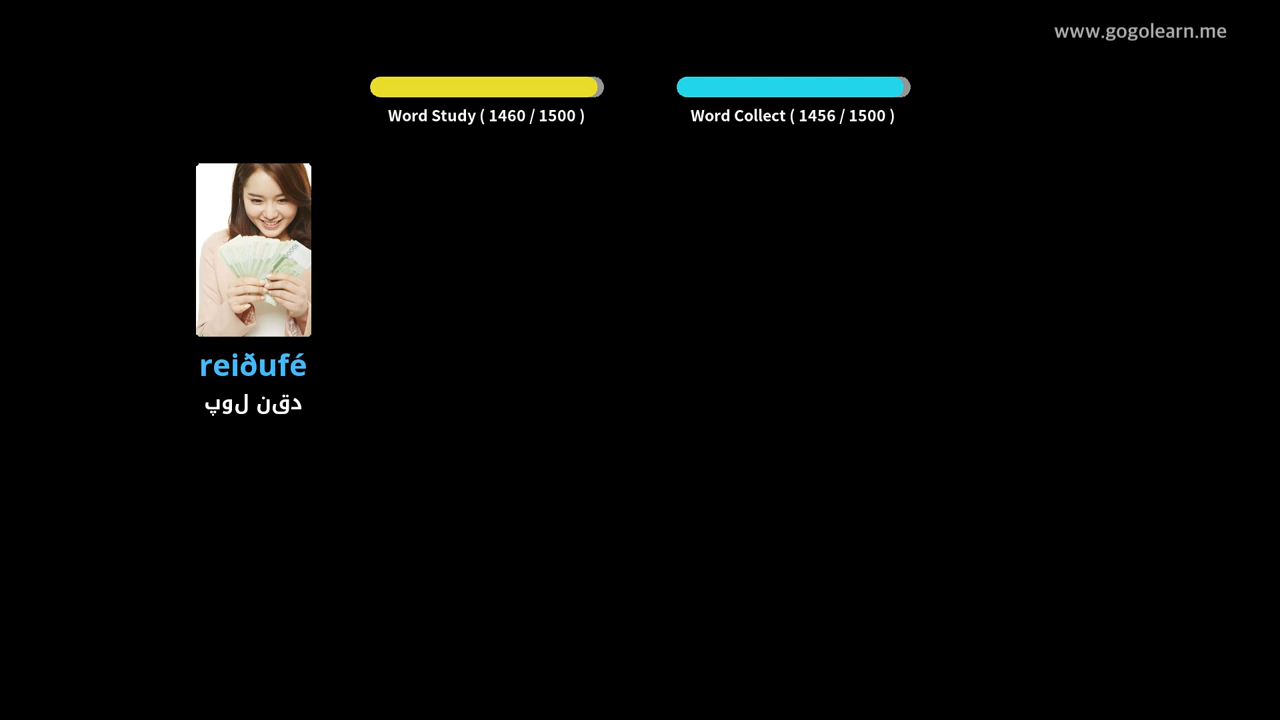 www.gogolearn.me
Word Study ( 1460 / 1500 )
Word Collect ( 1456 / 1500 )
reiðufé
دقن لوپ